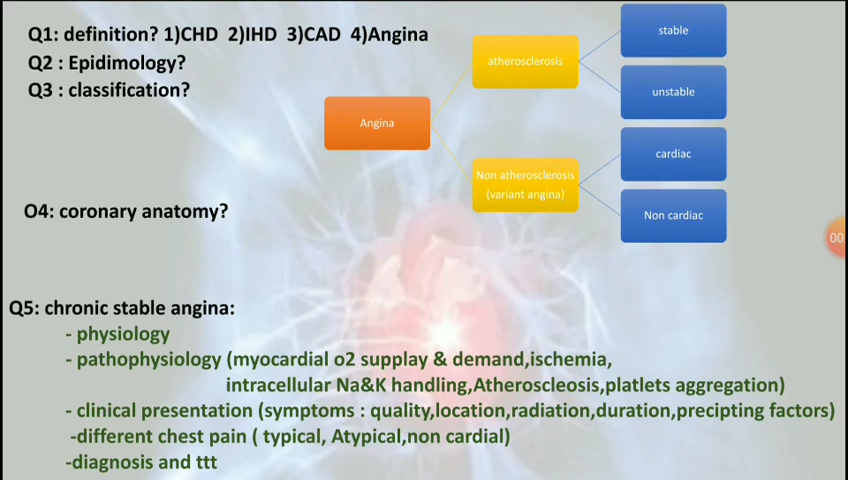 Q1: definition? 1)CHD 2)IHD 3)CAD 4)Angina
Q2 : Epidimology?
Q3 : classification?
Angina
atherosclerosis
stable
unstable
Non atherosclerosis
(variant angina)
cardiac
Non cardiac
O4: coronary anatomy?
00
Q5: chronic stable angina:
- physiology
- pathophysiology (myocardial o2 supplay & demand,ischemia,
intracellular Na&K handling,Atheroscleosis,platlets aggregation)
- clinical presentation (symptoms : quality,location,radiation,duration,precipting factors)
-different chest pain ( typical, Atypical,non cardial)
-diagnosis and ttt